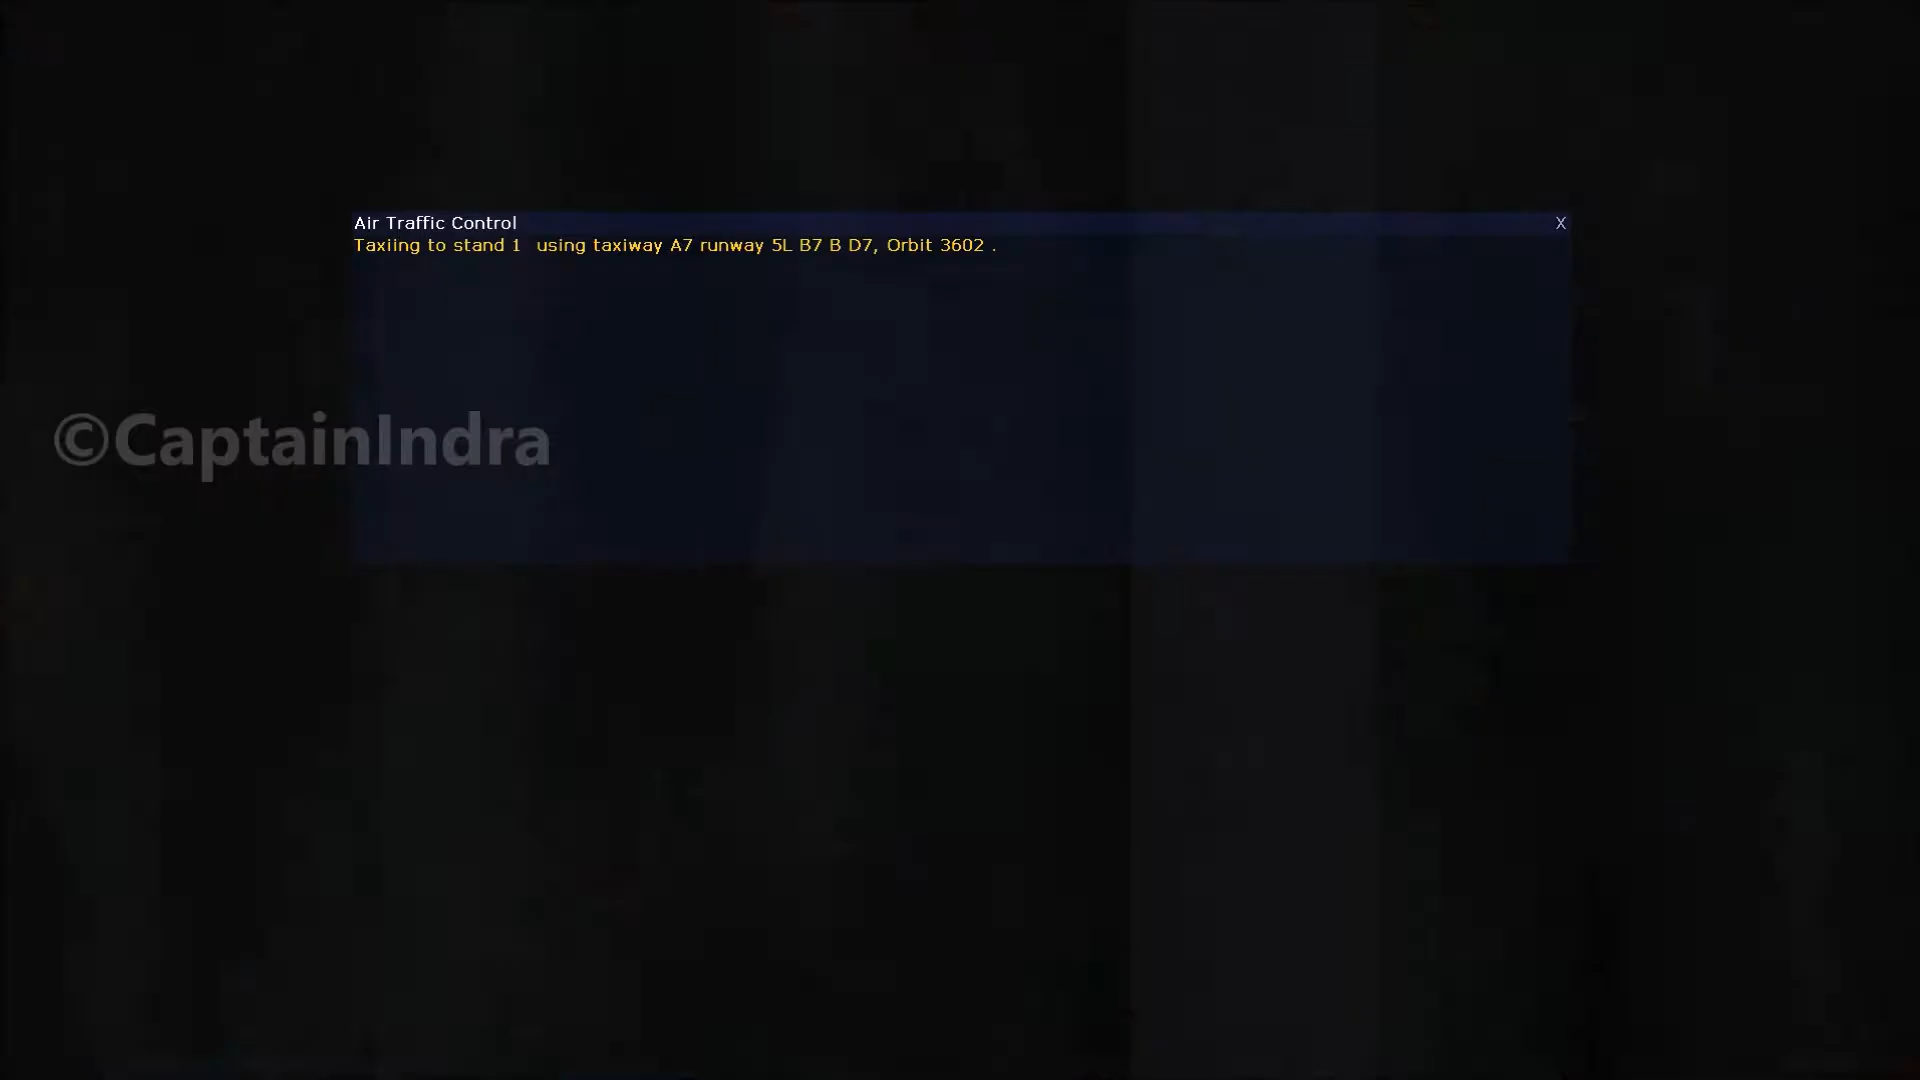 Air Traffic Control X
Taxiing to stand 1  using taxiway A7 runway 5L B7 B D7, Orbit 3602 .
©CaptainIndra